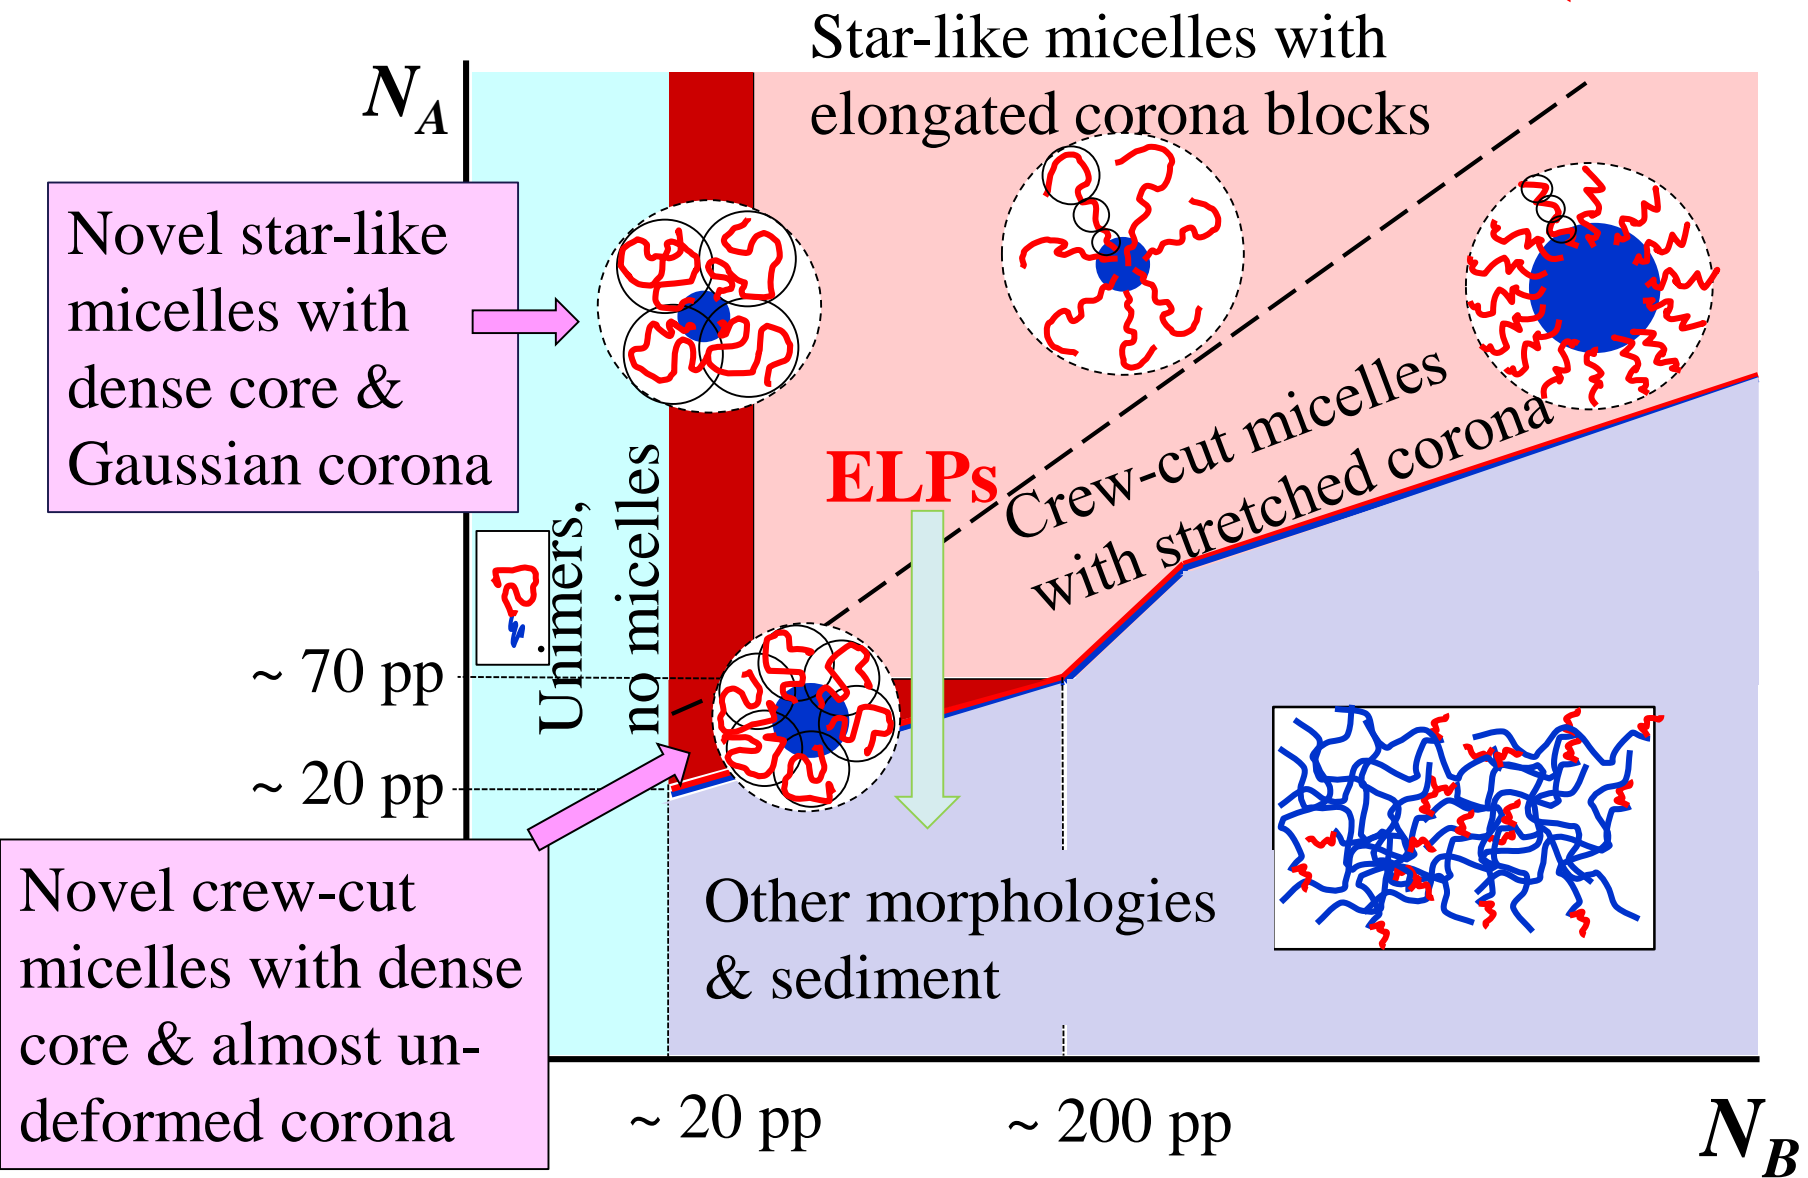 Star-like micelles with
elongated corona blocks
N_A
Novel star-like
micelles with
dense core &
Gaussian corona
Unimers,
no micelles
ELPs
Crew-cut micelles
with stretched corona
~ 70 pp
~ 20 pp
Novel crew-cut
micelles with dense
core & almost un-
deformed corona
Other morphologies
& sediment
~ 20 pp
~ 200 pp
N_B